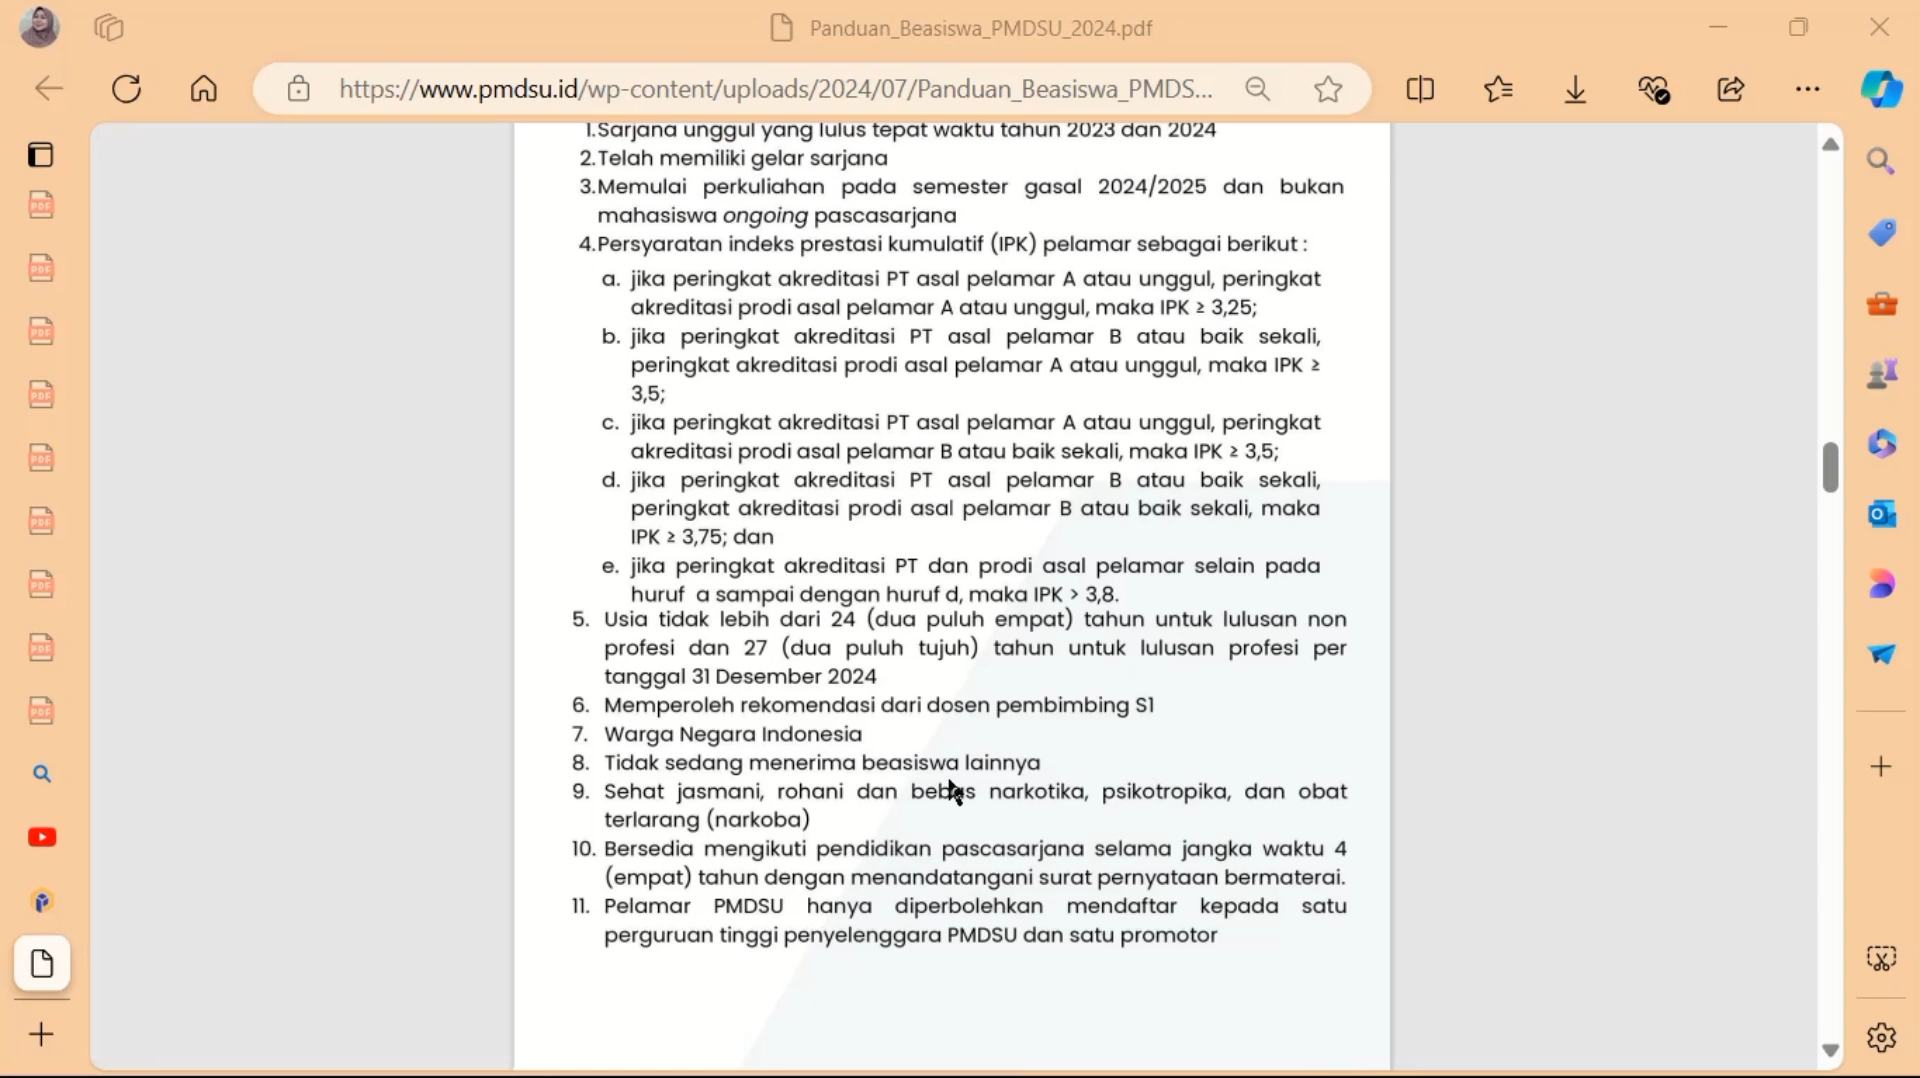 Panduan_Beasiswa_PMDSU_2024.pdf
https://www.pmdsu.id/wp-content/uploads/2024/07/Panduan_Beasiswa_PMDS...
1.Sarjana unggul yang lulus tepat waktu tahun 2023 dan 2024
2.Telah memiliki gelar sarjana
3.Memulai perkuliahan pada semester gasal 2024/2025 dan bukan
mahasiswa ongoing pascasarjana
4.Persyaratan indeks prestasi kumulatif (IPK) pelamar sebagai berikut :
a. jika peringkat akreditasi PT asal pelamar A atau unggul, peringkat
akreditasi prodi asal pelamar A atau unggul, maka IPK ≥ 3,25;
b. jika peringkat akreditasi PT asal pelamar B atau baik sekali,
peringkat akreditasi prodi asal pelamar A atau unggul, maka IPK ≥
3,5;
c. jika peringkat akreditasi PT asal pelamar A atau unggul, peringkat
akreditasi prodi asal pelamar B atau baik sekali, maka IPK ≥ 3,5;
d. jika peringkat akreditasi PT asal pelamar B atau baik sekali,
peringkat akreditasi prodi asal pelamar B atau baik sekali, maka
IPK ≥ 3,75; dan
e. jika peringkat akreditasi PT dan prodi asal pelamar selain pada
huruf a sampai dengan huruf d, maka IPK > 3,8.
5. Usia tidak lebih dari 24 (dua puluh empat) tahun untuk lulusan non
profesi dan 27 (dua puluh tujuh) tahun untuk lulusan profesi per
tanggal 31 Desember 2024
6. Memperoleh rekomendasi dari dosen pembimbing S1
7. Warga Negara Indonesia
8. Tidak sedang menerima beasiswa lainnya
9. Sehat jasmani, rohani dan bebas narkotika, psikotropika, dan obat
terlarang (narkoba)
10. Bersedia mengikuti pendidikan pascasarjana selama jangka waktu 4
(empat) tahun dengan menandatangani surat pernyataan bermaterai.
11. Pelamar PMDSU hanya diperbolehkan mendaftar kepada satu
perguruan tinggi penyelenggara PMDSU dan satu promotor